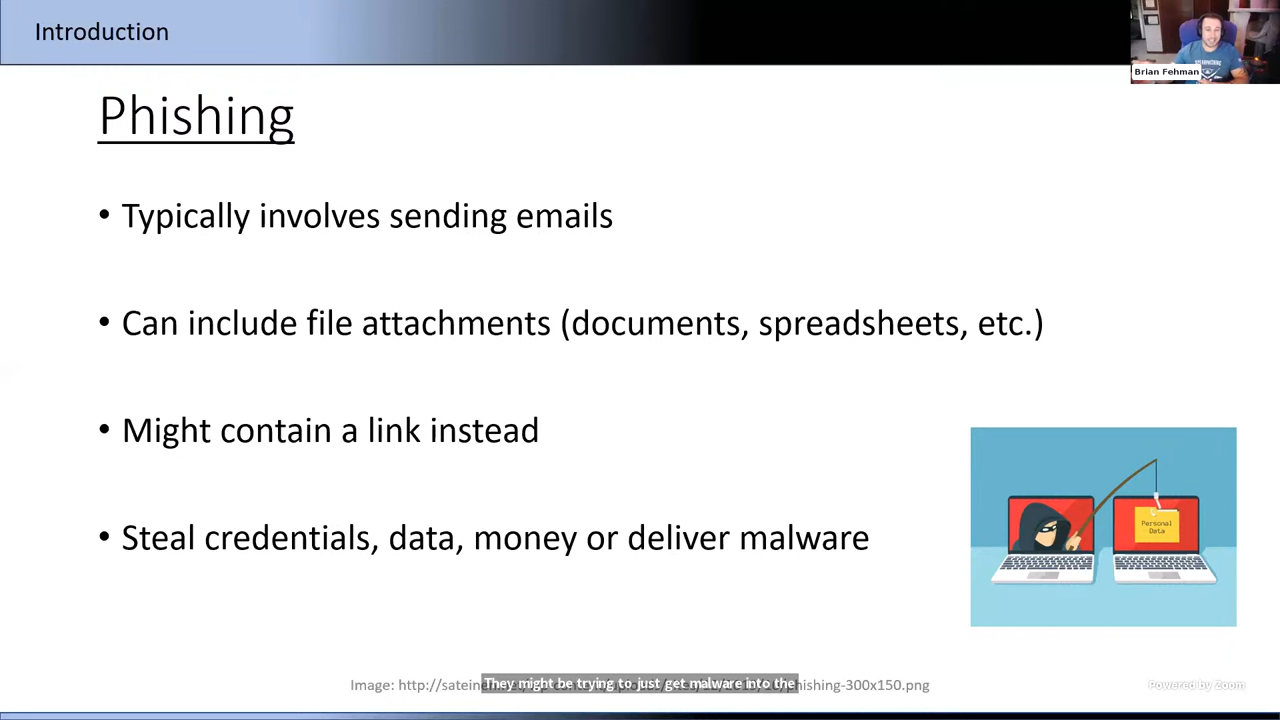 Introduction
Brian Fehrman
Phishing
• Typically involves sending emails
• Can include file attachments (documents, spreadsheets, etc.)
• Might contain a link instead
• Steal credentials, data, money or deliver malware
Personal
Data
Image: http://satein
phishing-300x150.png
They might be trying to just get malware into the
Powered by Zoom